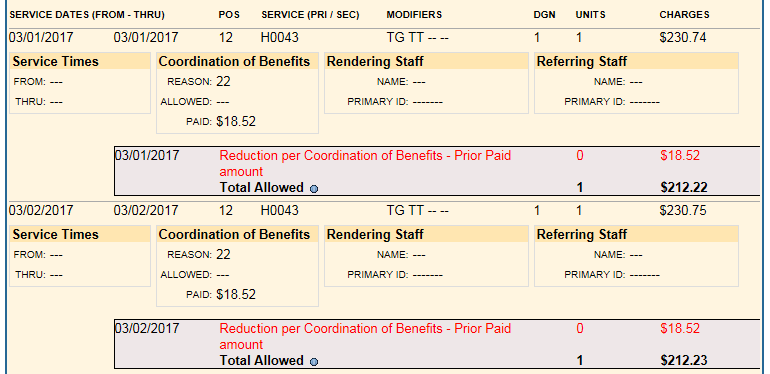 SERVICE DATES (FROM - THRU) POS SERVICE (PRI / SEC) MODIFIERS DGN UNITS CHARGES
03/01/2017 03/01/2017 12 H0043 TG TT -- -- 1 1 $230.74
Service Times Coordination of Benefits Rendering Staff Referring Staff
FROM: --- REASON: 22 NAME: --- NAME: ---
THRU: --- ALLOWED: --- PRIMARY ID: ------- PRIMARY ID: -------
PAID: $18.52
03/01/2017 Reduction per Coordination of Benefits - Prior Paid 0 $18.52
amount
Total Allowed 1 $212.22
03/02/2017 03/02/2017 12 H0043 TG TT -- -- 1 1 $230.75
Service Times Coordination of Benefits Rendering Staff Referring Staff
FROM: --- REASON: 22 NAME: --- NAME: ---
THRU: --- ALLOWED: --- PRIMARY ID: ------- PRIMARY ID: -------
PAID: $18.52
03/02/2017 Reduction per Coordination of Benefits - Prior Paid 0 $18.52
amount
Total Allowed 1 $212.23